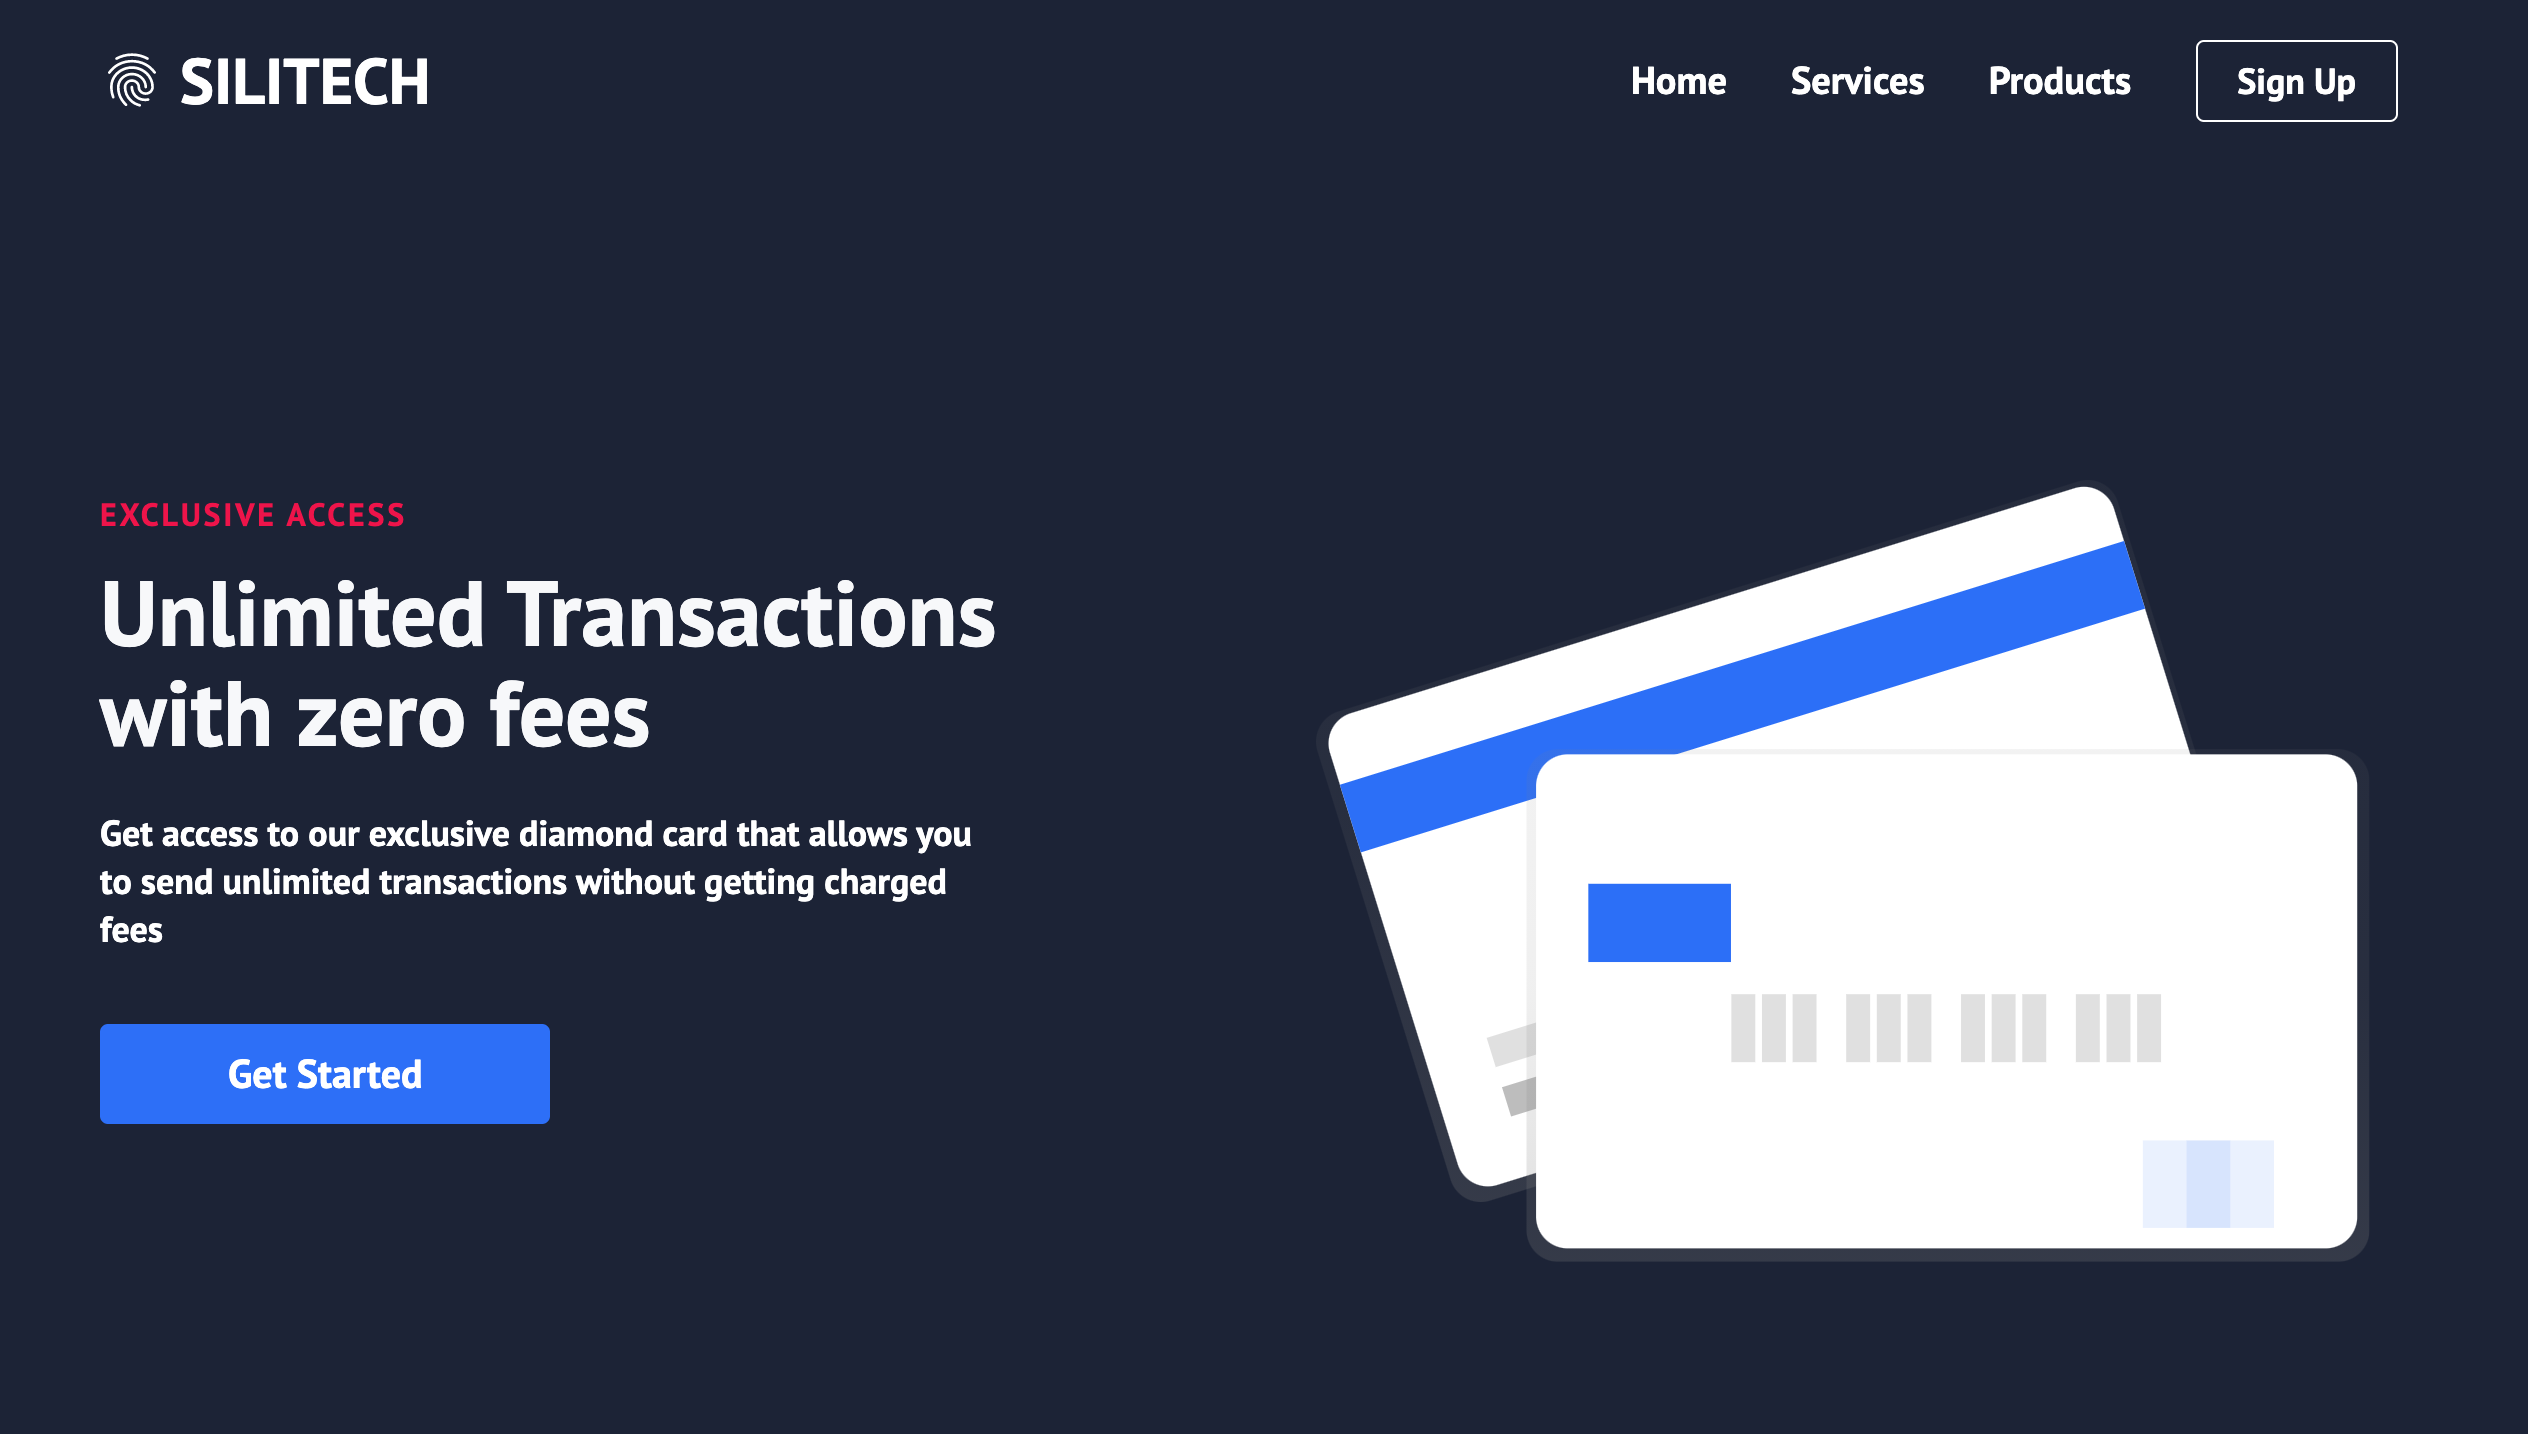 SILITECH
Home
Services
Products
Sign Up
EXCLUSIVE ACCESS
Unlimited Transactions
with zero fees
Get access to our exclusive diamond card that allows you
to send unlimited transactions without getting charged
fees
Get Started